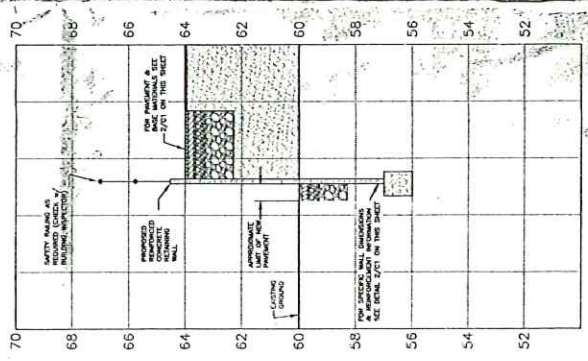 70
68
66
64
62
60
58
56
54
52
SAFETY RAILING AS
REQUIRED (CHECK W/
BUILDING INSPECTOR)
PROPOSED
REINFORCED
CONCRETE
RETAINING
WALL
FOR PAVEMENT &
BASE MATERIALS SEE
2/C1 ON THIS SHEET
APPROXIMATE
LIMIT OF NEW
PAVEMENT
EXISTING
GROUND
FOR SPECIFIC WALL DIMENSIONS
& REINFORCEMENT INFORMATION
SEE DETAIL 2/C1 ON THIS SHEET
70
68
66
64
62
60
58
56
54
52